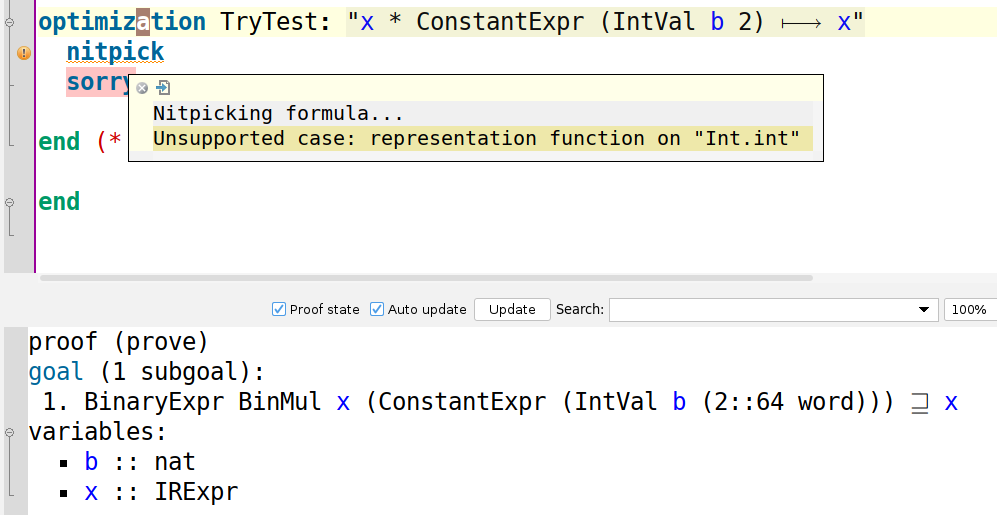 optimization TryTest: "x * ConstantExpr (IntVal b 2) ⟼ x"
nitpick
sorry
Nitpicking formula...
Unsupported case: representation function on "Int.int"
end (*
end
Proof state Auto update Update Search: 100%
proof (prove)
goal (1 subgoal):
1. BinaryExpr BinMul x (ConstantExpr (IntVal b (2::64 word))) ⊒ x
variables:
b :: nat
x :: IRExpr